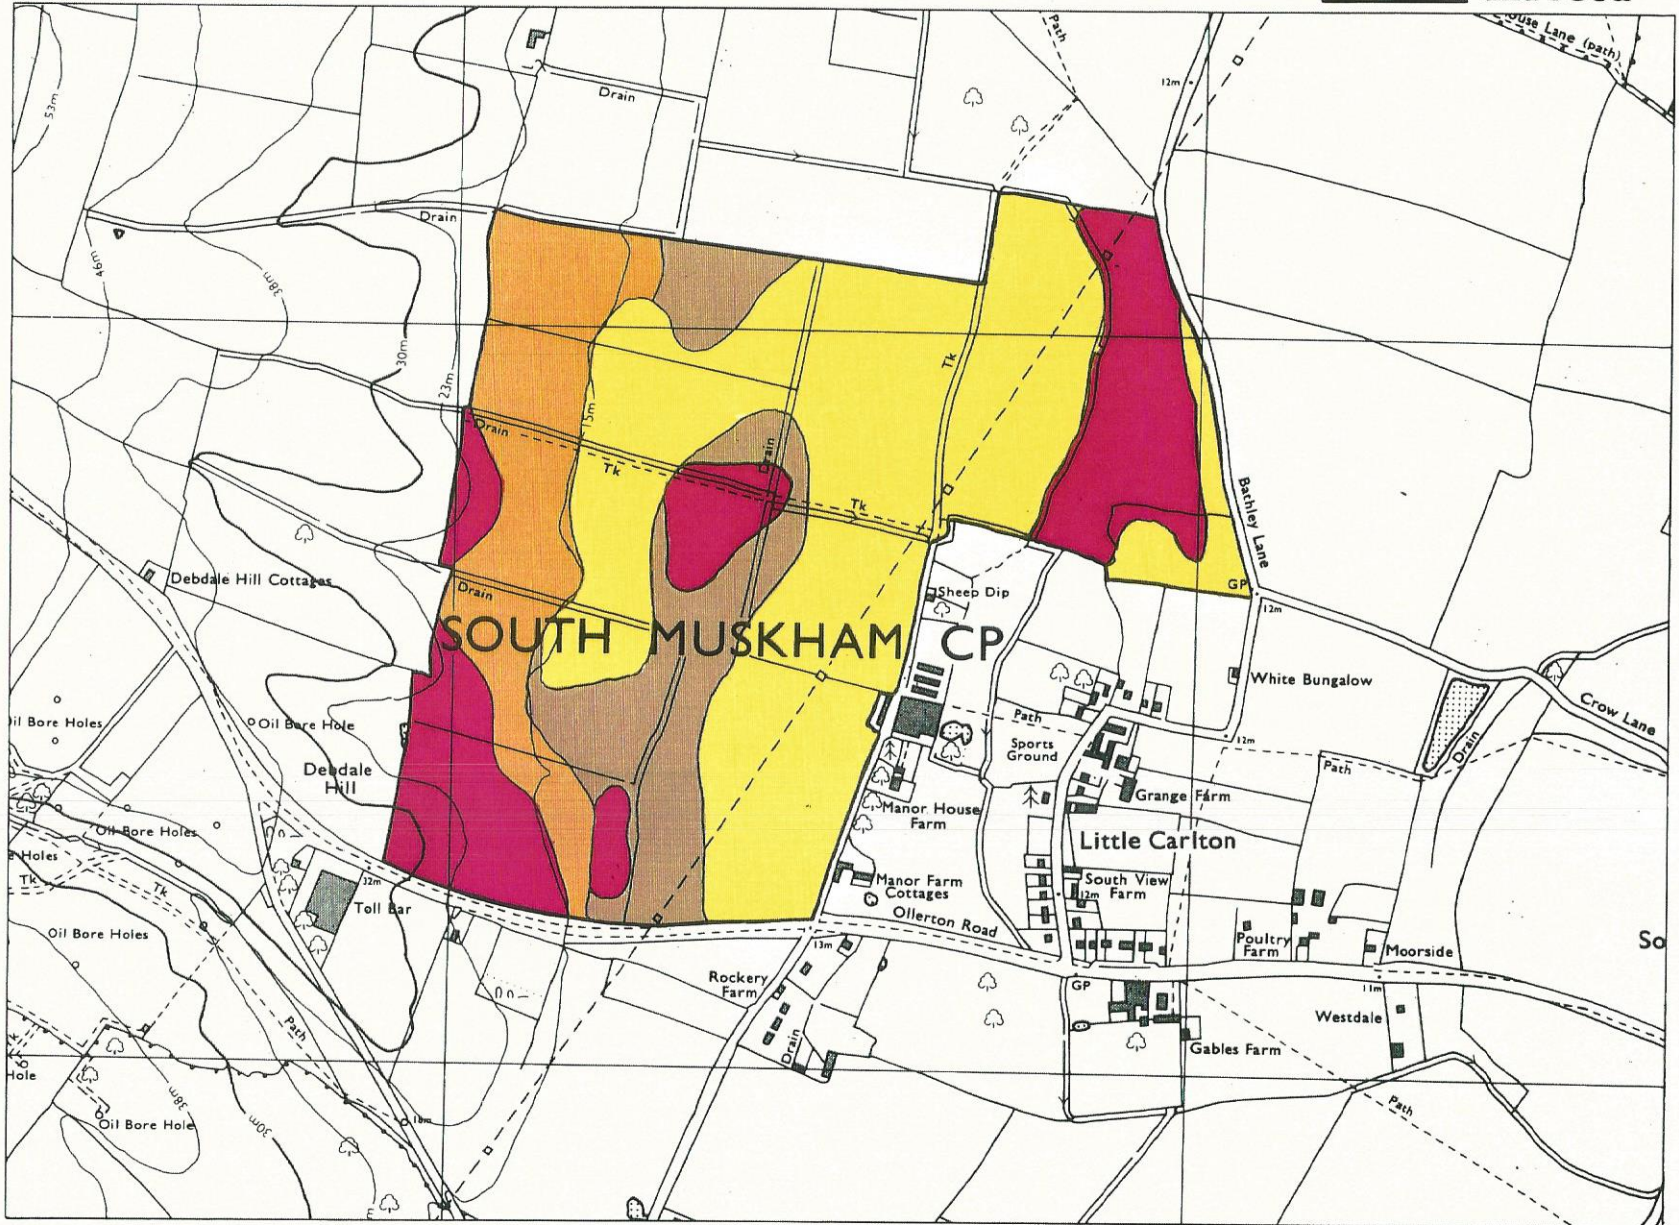 House Lane (path)
Path
12m
53m
Drain
Drain
46m
38m
30m
23m
15m
Tk
Drain
Drain
Tk
Tk
Bathley Lane
Debdale Hill Cottages
Drain
Sheep Dip
GP
12m
SOUTH MUSKHAM CP
White Bungalow
Oil Bore Holes
Oil Bore Hole
Path
Sports
Ground
12m
Crow Lane
Drain
Path
Debdale
Hill
Grange Farm
Manor House
Farm
Oil Bore Holes
Little Carlton
Holes
Tk
Tk
32m
Toll Bar
Manor Farm
Cottages
South View
Farm
12m
Ollerton Road
Oil Bore Holes
13m
Poultry
Farm
Moorside
So
Rockery
Farm
GP
11m
Westdale
Path
Drain
Gables Farm
Hole
38m
30m
Oil Bore Hole
18m
Path